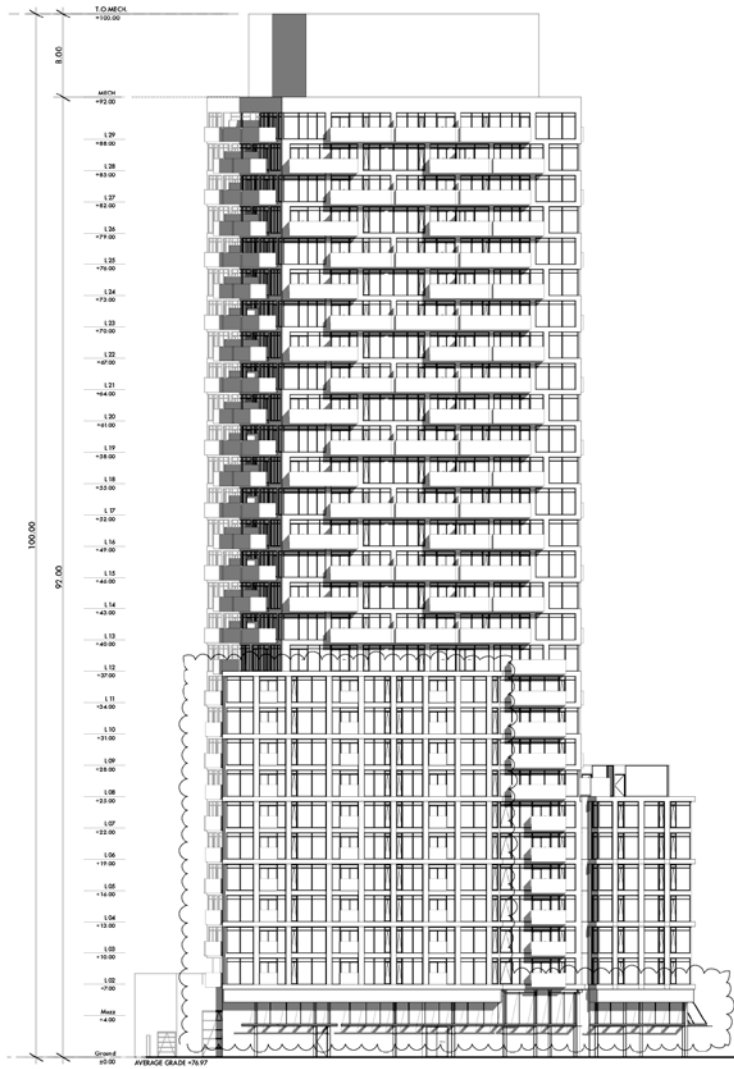 T.O.MECH.
+100.00
8.00
MECH
+92.00
L 29
+88.00
L 28
+85.00
L 27
+82.00
L 26
+79.00
L 25
+76.00
L 24
+73.00
L 23
+70.00
L 22
+67.00
L 21
+64.00
L 20
+61.00
L 19
+58.00
L 18
+55.00
L 17
+52.00
100.00
L 16
+49.00
92.00
L 15
+46.00
L 14
+43.00
L 13
+40.00
L 12
+37.00
L 11
+34.00
L 10
+31.00
L 09
+28.00
L 08
+25.00
L 07
+22.00
L 06
+19.00
L 05
+16.00
L 04
+13.00
L 03
+10.00
L 02
+7.00
Mezz
+4.00
Ground
±0.00
AVERAGE GRADE +76.97